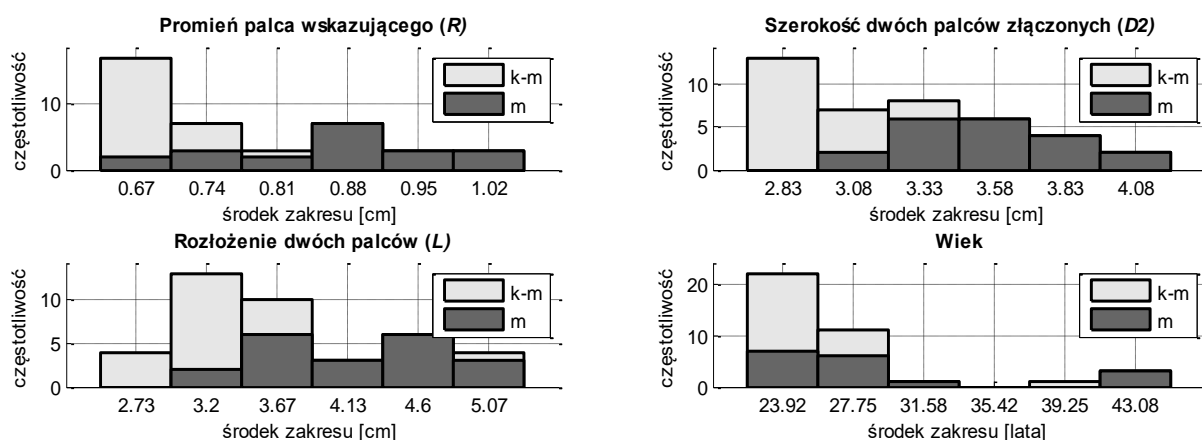 Promień palca wskazującego (R)
częstotliwość
10
0
k-m
m
0.67 0.74 0.81 0.88 0.95 1.02
środek zakresu [cm]
Szerokość dwóch palców złączonych (D2)
częstotliwość
10
5
0
k-m
m
2.83 3.08 3.33 3.58 3.83 4.08
środek zakresu [cm]
Rozłożenie dwóch palców (L)
częstotliwość
10
5
0
k-m
m
2.73 3.2 3.67 4.13 4.6 5.07
środek zakresu [cm]
Wiek
częstotliwość
20
10
0
k-m
m
23.92 27.75 31.58 35.42 39.25 43.08
środek zakresu [lata]